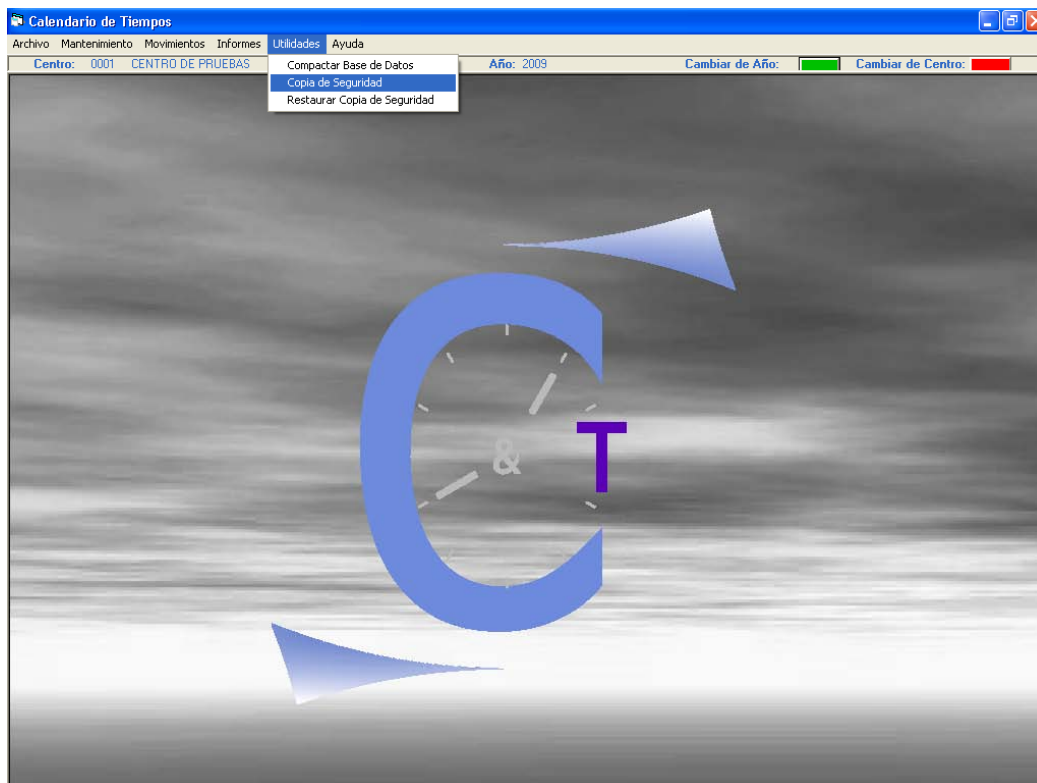 Calendario de Tiempos
Archivo Mantenimiento Movimientos Informes Utilidades Ayuda
Centro: 0001 CENTRO DE PRUEBAS Año: 2009 Cambiar de Año: Cambiar de Centro:
Compactar Base de Datos
Copia de Seguridad
Restaurar Copia de Seguridad
C & T